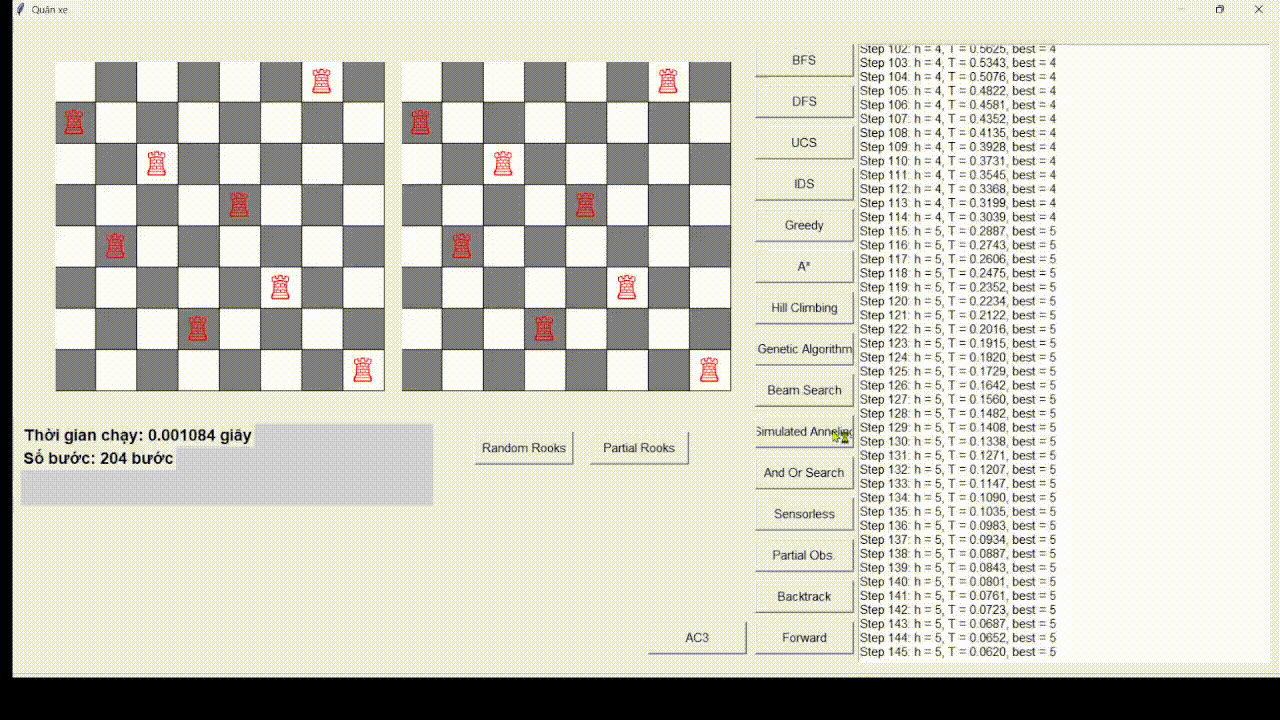 Quân xe
BFS
DFS
UCS
IDS
Greedy
A*
Hill Climbing
Genetic Algorithm
Beam Search
Simulated Anneling
And Or Search
Sensorless
Partial Obs.
Backtrack
AC3
Forward
Thời gian chạy: 0.001084 giây
Số bước: 204 bước
Random Rooks
Partial Rooks
Step 102: h = 4, T = 0.5625, best = 4
Step 103: h = 4, T = 0.5343, best = 4
Step 104: h = 4, T = 0.5076, best = 4
Step 105: h = 4, T = 0.4822, best = 4
Step 106: h = 4, T = 0.4581, best = 4
Step 107: h = 4, T = 0.4352, best = 4
Step 108: h = 4, T = 0.4135, best = 4
Step 109: h = 4, T = 0.3928, best = 4
Step 110: h = 4, T = 0.3731, best = 4
Step 111: h = 4, T = 0.3545, best = 4
Step 112: h = 4, T = 0.3368, best = 4
Step 113: h = 4, T = 0.3199, best = 4
Step 114: h = 4, T = 0.3039, best = 4
Step 115: h = 5, T = 0.2887, best = 5
Step 116: h = 5, T = 0.2743, best = 5
Step 117: h = 5, T = 0.2606, best = 5
Step 118: h = 5, T = 0.2475, best = 5
Step 119: h = 5, T = 0.2352, best = 5
Step 120: h = 5, T = 0.2234, best = 5
Step 121: h = 5, T = 0.2122, best = 5
Step 122: h = 5, T = 0.2016, best = 5
Step 123: h = 5, T = 0.1915, best = 5
Step 124: h = 5, T = 0.1820, best = 5
Step 125: h = 5, T = 0.1729, best = 5
Step 126: h = 5, T = 0.1642, best = 5
Step 127: h = 5, T = 0.1560, best = 5
Step 128: h = 5, T = 0.1482, best = 5
Step 129: h = 5, T = 0.1408, best = 5
Step 130: h = 5, T = 0.1338, best = 5
Step 131: h = 5, T = 0.1271, best = 5
Step 132: h = 5, T = 0.1207, best = 5
Step 133: h = 5, T = 0.1147, best = 5
Step 134: h = 5, T = 0.1090, best = 5
Step 135: h = 5, T = 0.1035, best = 5
Step 136: h = 5, T = 0.0983, best = 5
Step 137: h = 5, T = 0.0934, best = 5
Step 138: h = 5, T = 0.0887, best = 5
Step 139: h = 5, T = 0.0843, best = 5
Step 140: h = 5, T = 0.0801, best = 5
Step 141: h = 5, T = 0.0761, best = 5
Step 142: h = 5, T = 0.0723, best = 5
Step 143: h = 5, T = 0.0687, best = 5
Step 144: h = 5, T = 0.0652, best = 5
Step 145: h = 5, T = 0.0620, best = 5